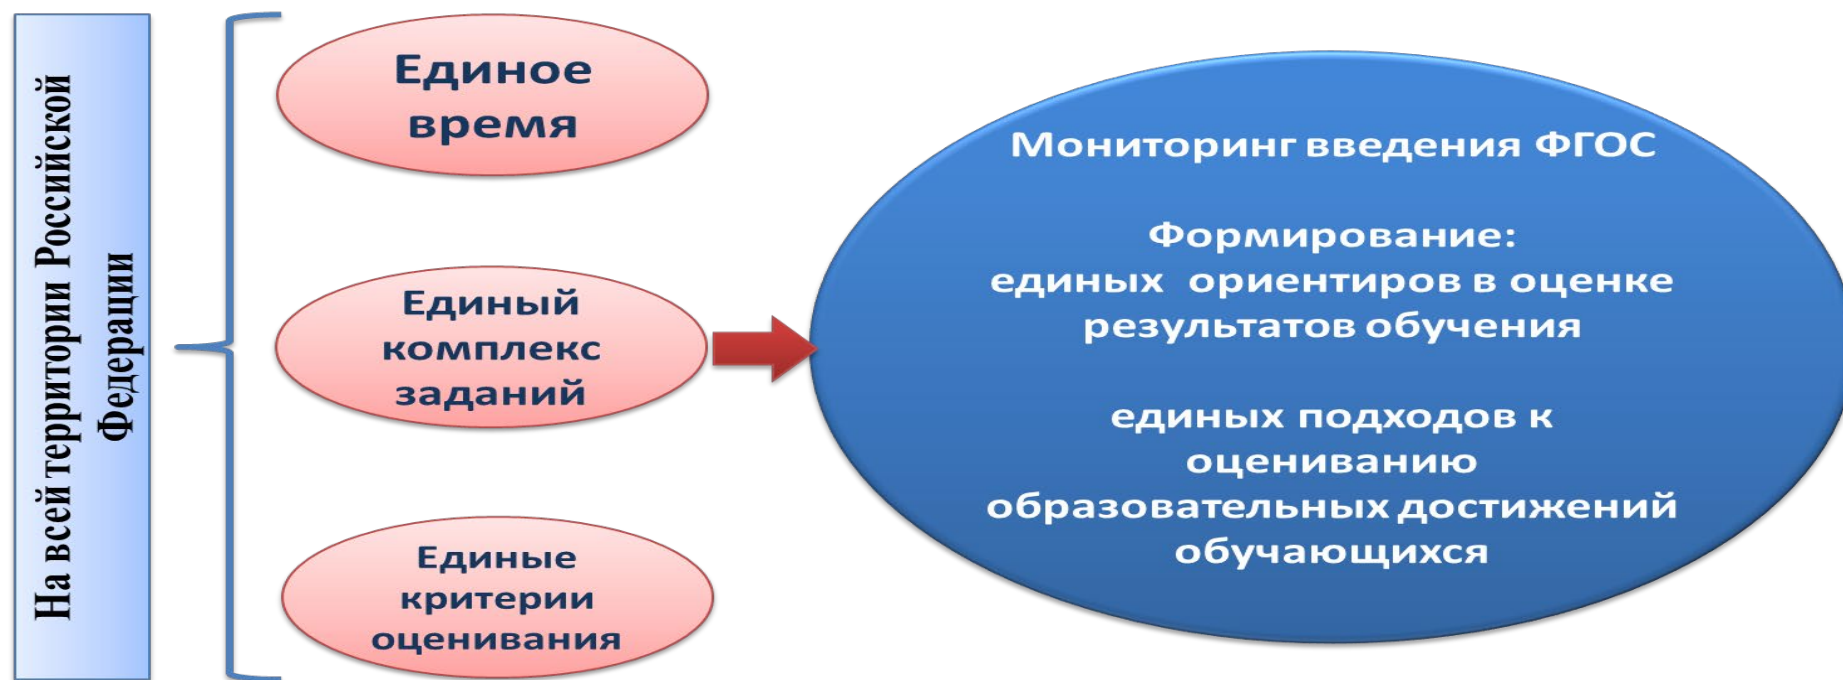 На всей территории Российской
Федерации
Единое
время
Единый
комплекс
заданий
Единые
критерии
оценивания
Мониторинг введения ФГОС
Формирование:
единых ориентиров в оценке
результатов обучения
единых подходов к
оцениванию
образовательных достижений
обучающихся